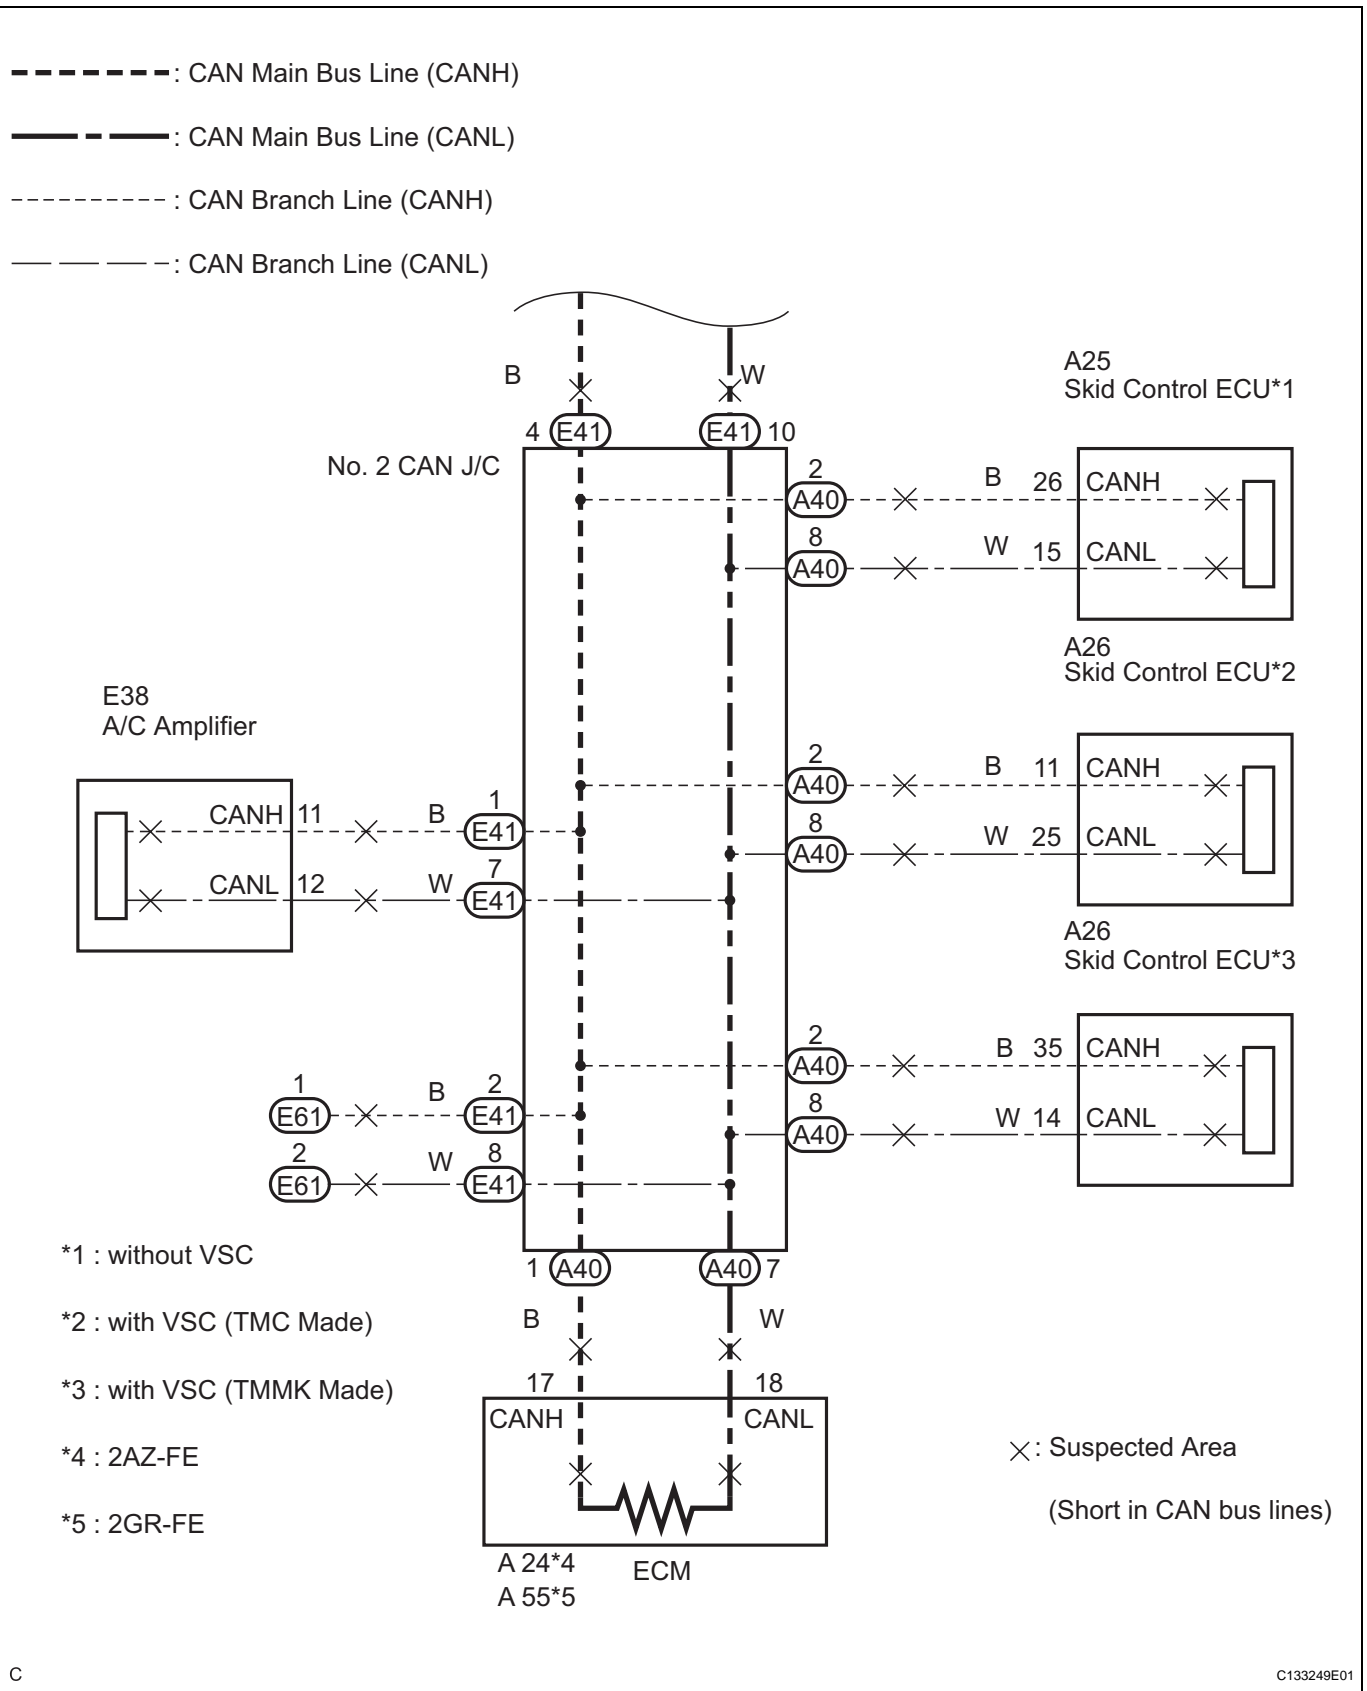 : CAN Main Bus Line (CANH)
: CAN Main Bus Line (CANL)
: CAN Branch Line (CANH)
: CAN Branch Line (CANL)
B
W
A25
Skid Control ECU*1
4
E41
E41
10
No. 2 CAN J/C
2
A40
B
26
CANH
8
A40
W
15
CANL
A26
Skid Control ECU*2
E38
A/C Amplifier
2
A40
B
11
CANH
8
A40
W
25
CANL
CANH
11
B
1
E41
CANL
12
W
7
E41
A26
Skid Control ECU*3
2
A40
B
35
CANH
8
A40
W
14
CANL
1
E61
B
2
E41
2
E61
W
8
E41
*1 : without VSC
1
A40
A40
7
*2 : with VSC (TMC Made)
B
W
*3 : with VSC (TMMK Made)
17
18
CANH
CANL
*4 : 2AZ-FE
: Suspected Area
(Short in CAN bus lines)
*5 : 2GR-FE
A 24*4
A 55*5
ECM
C
C133249E01